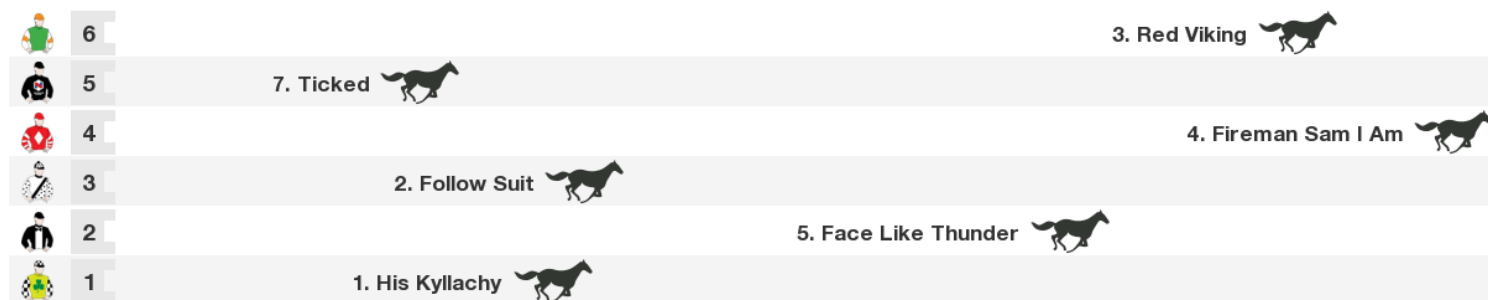 6 3. Red Viking
5 7. Ticked
4 4. Fireman Sam I Am
3 2. Follow Suit
2 5. Face Like Thunder
1 1. His Kyllachy